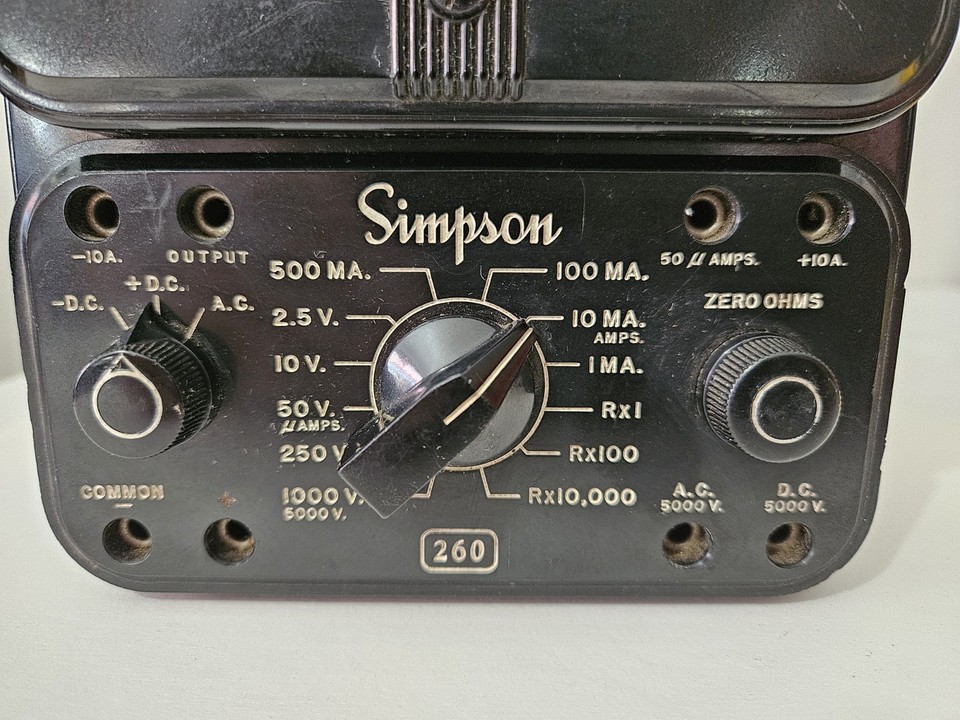 Simpson
-10A.
OUTPUT
50 µ AMPS.
+10A.
-D.C.
+D.C.
A.C.
500 MA.
100 MA.
2.5 V.
10 MA.
AMPS.
ZERO OHMS
10 V.
1 MA.
50 V.
µ AMPS.
Rx1
250 V
Rx100
1000 V.
5000 V.
Rx10,000
COMMON
-
+
A.C.
5000 V.
D.C.
5000 V.
260